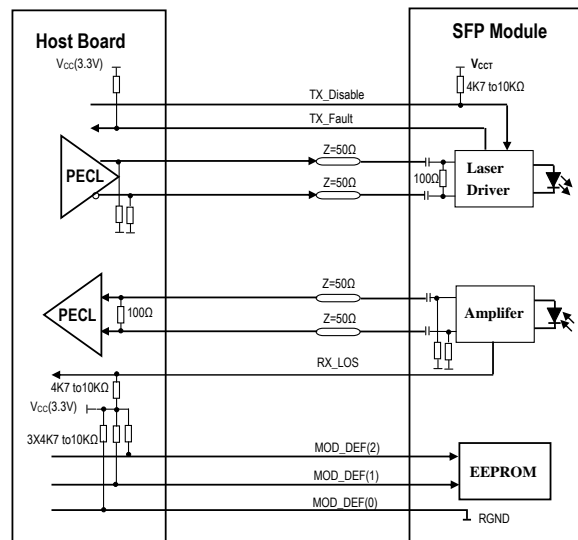 Host Board
SFP Module
VCC(3.3V)
VCCT
4K7 to10KΩ
TX_Disable
TX_Fault
PECL
Z=50Ω
Z=50Ω
100Ω
Laser
Driver
PECL
100Ω
Z=50Ω
Z=50Ω
Amplifer
RX_LOS
4K7 to10KΩ
VCC(3.3V)
3X4K7 to10KΩ
MOD_DEF(2)
MOD_DEF(1)
EEPROM
MOD_DEF(0)
RGND